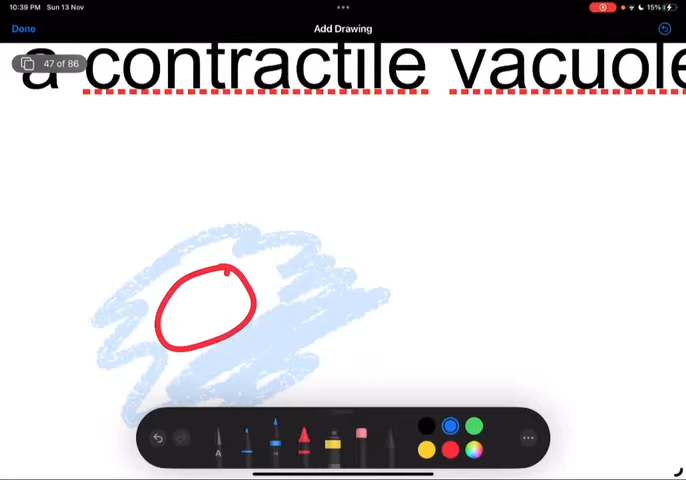 10:39 PM Sun 13 Nov 15%
Done Add Drawing
47 of 86
a contractile vacuole
A